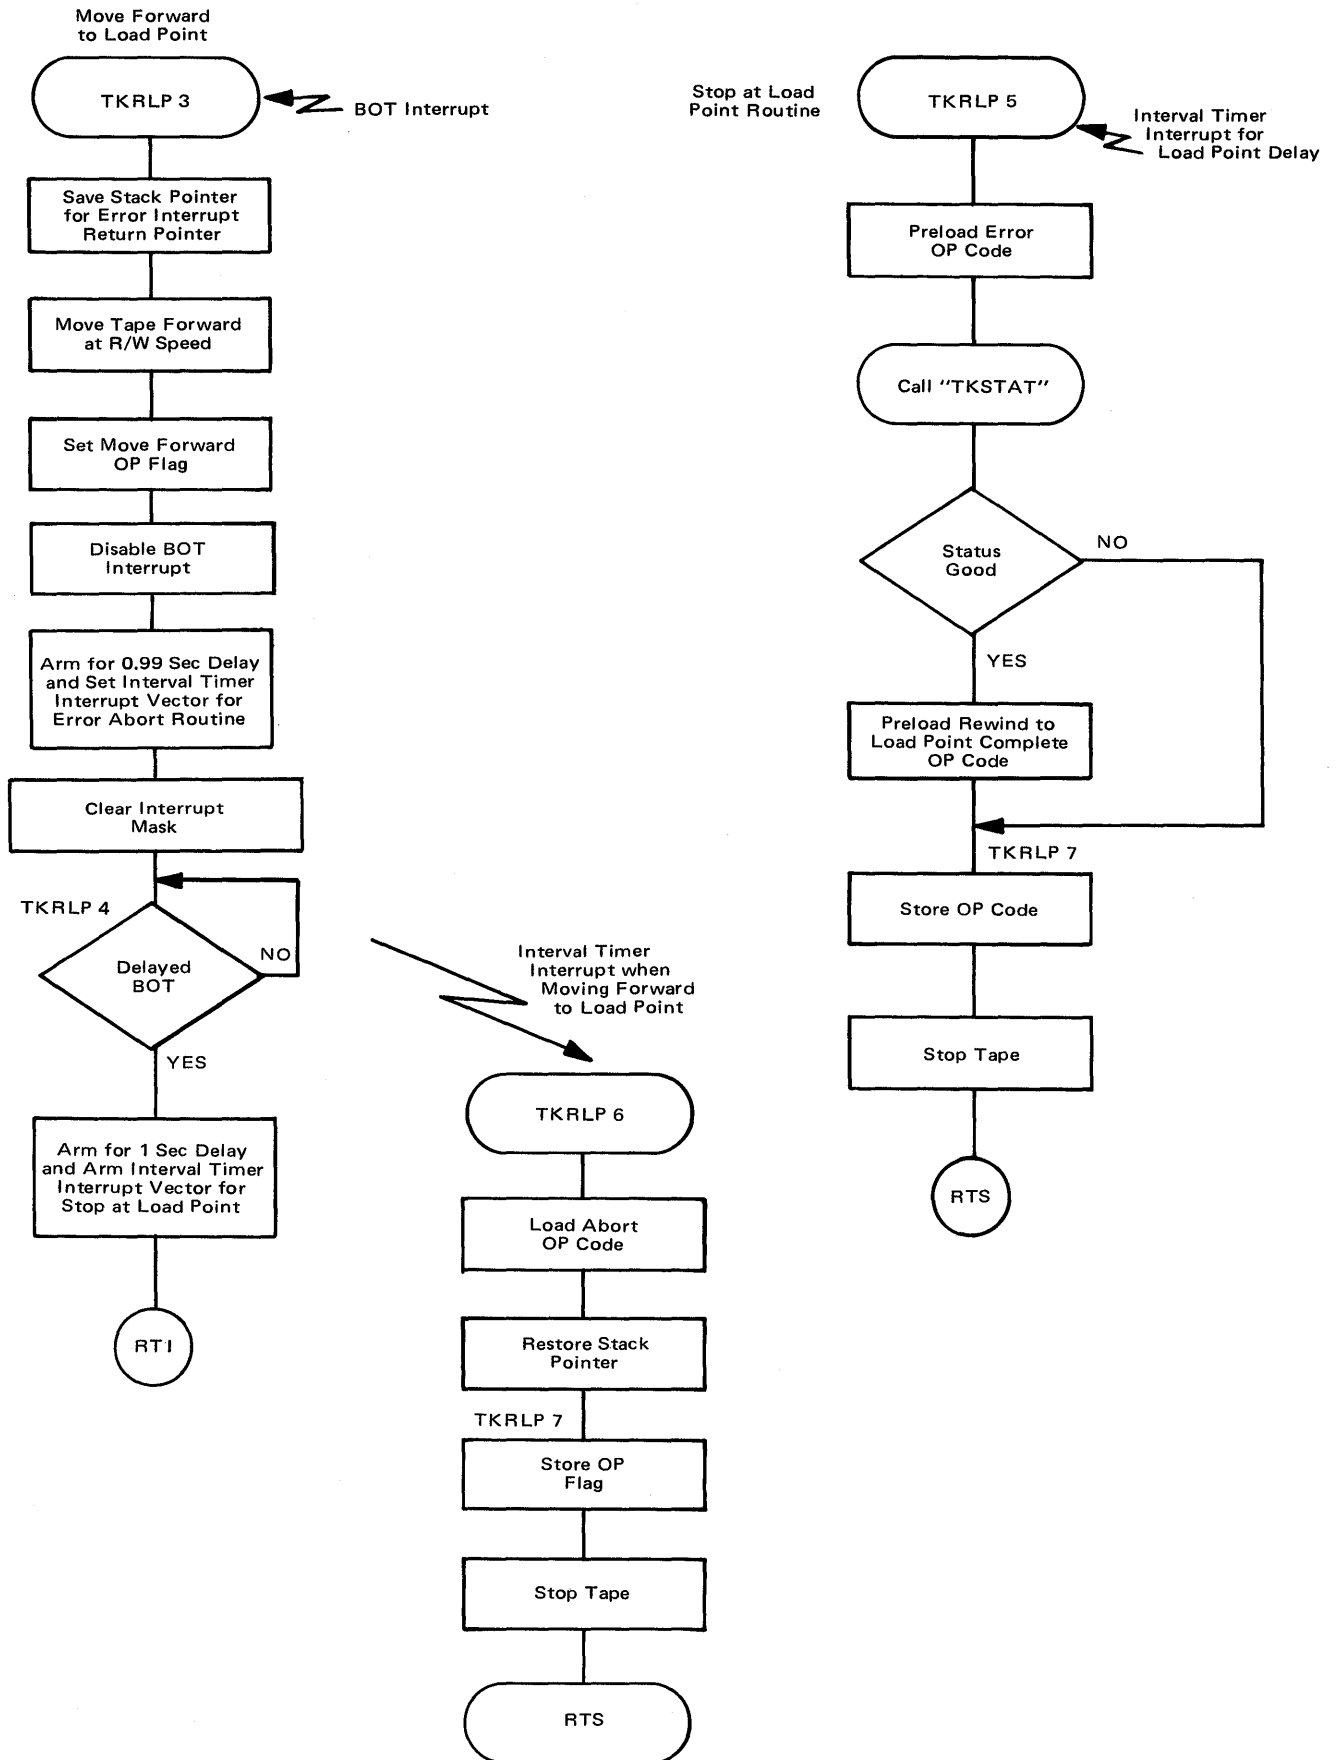 Move Forward
to Load Point
TKRLP 3
BOT Interrupt
Save Stack Pointer
for Error Interrupt
Return Pointer
Move Tape Forward
at R/W Speed
Set Move Forward
OP Flag
Disable BOT
Interrupt
Arm for 0.99 Sec Delay
and Set Interval Timer
Interrupt Vector for
Error Abort Routine
Clear Interrupt
Mask
TKRLP 4
Delayed
BOT
NO
YES
Arm for 1 Sec Delay
and Arm Interval Timer
Interrupt Vector for
Stop at Load Point
RTI
Interval Timer
Interrupt when
Moving Forward
to Load Point
TKRLP 6
Load Abort
OP Code
Restore Stack
Pointer
TKRLP 7
Store OP
Flag
Stop Tape
RTS
Stop at Load
Point Routine
TKRLP 5
Interval Timer
Interrupt for
Load Point Delay
Preload Error
OP Code
Call "TKSTAT"
Status
Good
NO
YES
Preload Rewind to
Load Point Complete
OP Code
TKRLP 7
Store OP Code
Stop Tape
RTS